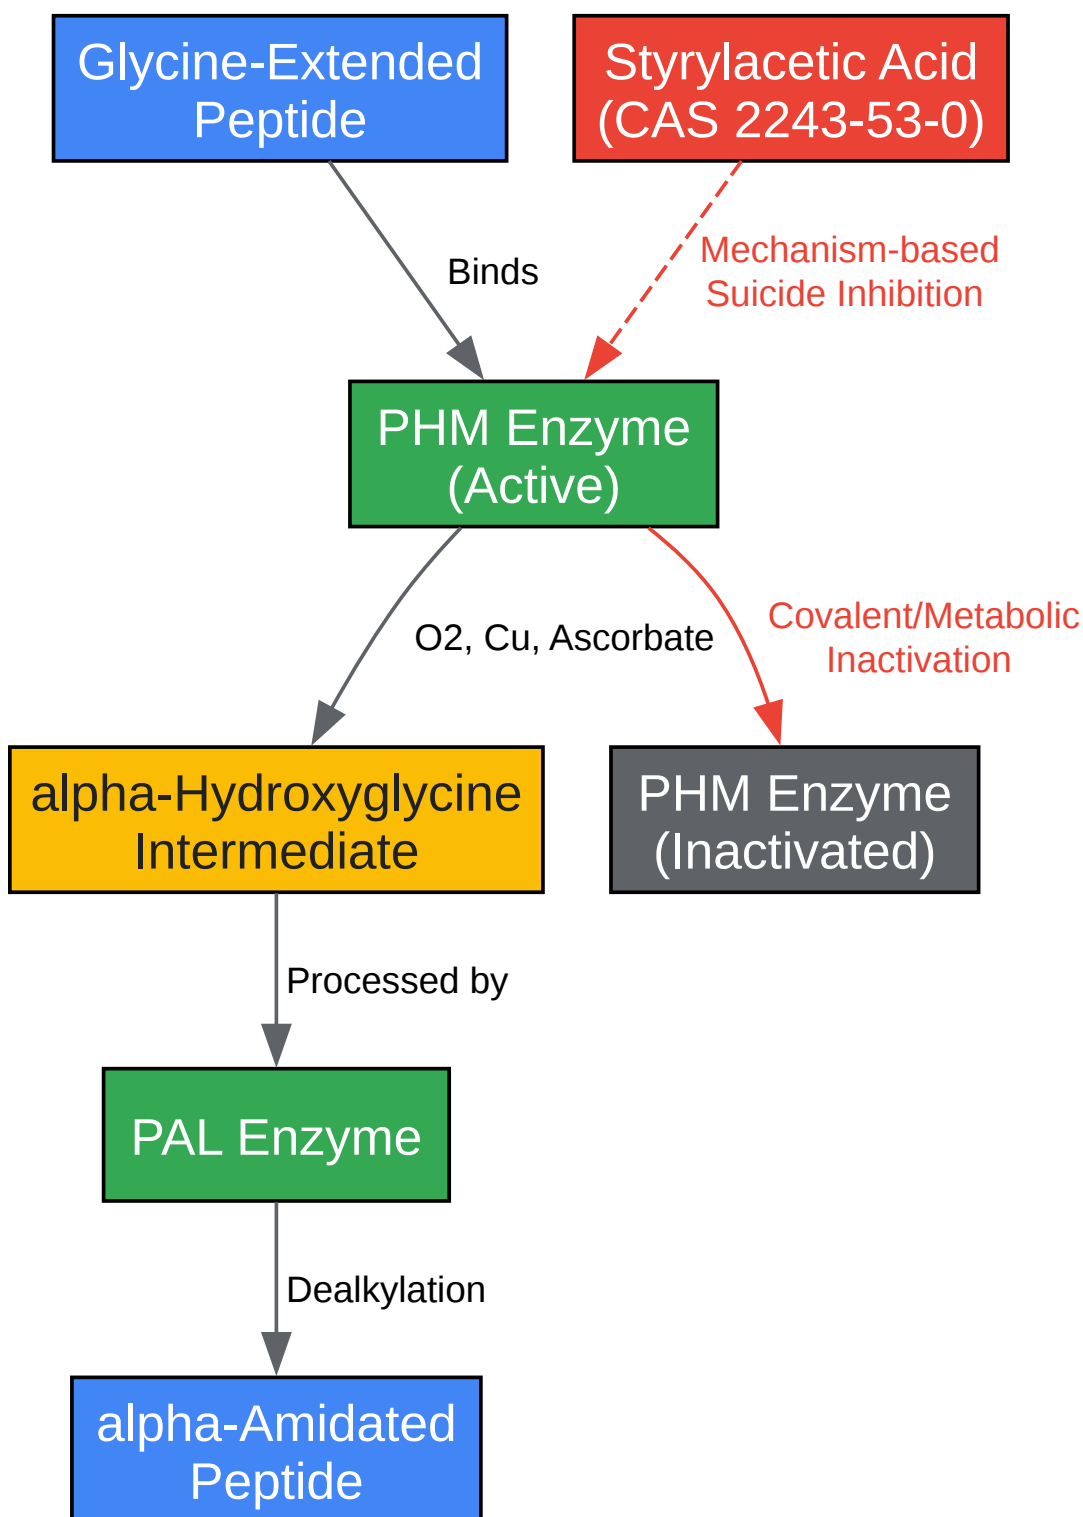 Glycine-Extended
Peptide
Styrylacetic Acid
(CAS 2243-53-0)
Binds
Mechanism-based
Suicide Inhibition
PHM Enzyme
(Active)
O2, Cu, Ascorbate
Covalent/Metabolic
Inactivation
alpha-Hydroxyglycine
Intermediate
PHM Enzyme
(Inactivated)
Processed by
PAL Enzyme
Dealkylation
alpha-Amidated
Peptide